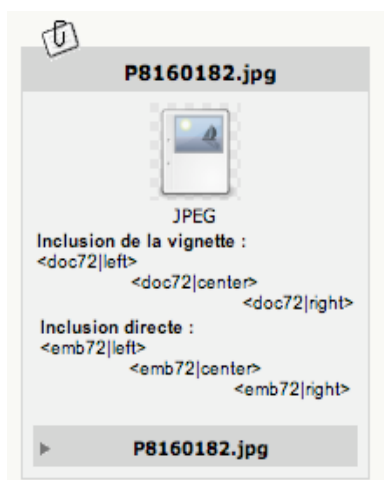 P8160182.jpg
JPEG
Inclusion de la vignette :
<doc72|left>
<doc72|center>
<doc72|right>
Inclusion directe :
<emb72|left>
<emb72|center>
<emb72|right>
P8160182.jpg